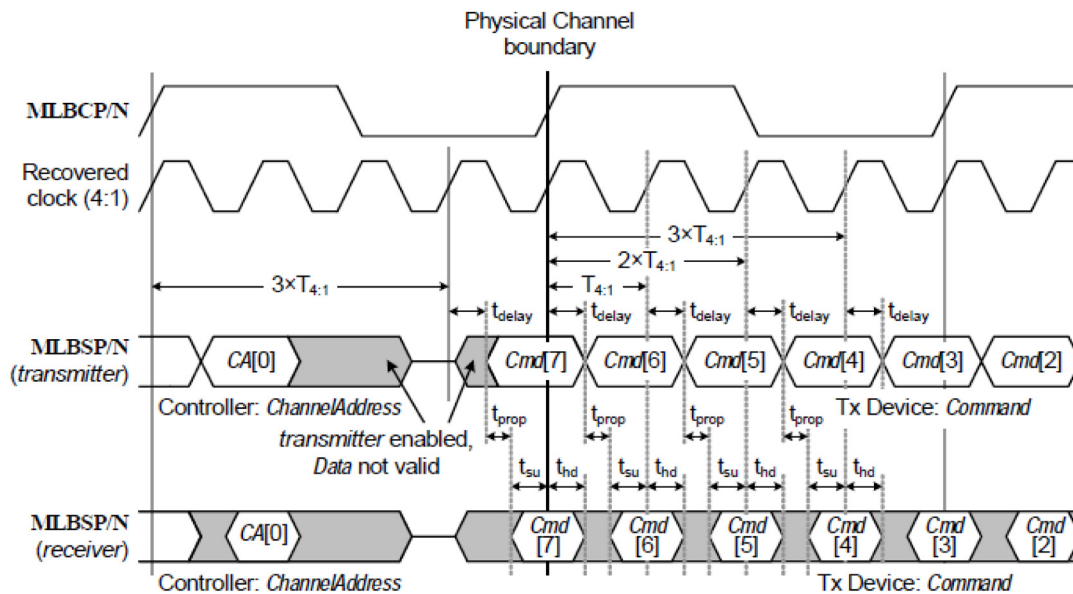 Physical Channel
boundary
MLBCP/N
Recovered
clock (4:1)
3×T4:1
2×T4:1
3×T4:1
T4:1
tdelay
tdelay
tdelay
tdelay
tdelay
MLBSP/N
(transmitter)
CA[0]
Cmd[7]
Cmd[6]
Cmd[5]
Cmd[4]
Cmd[3]
Cmd[2]
Controller: ChannelAddress
Tx Device: Command
transmitter enabled,
Data not valid
tprop
tprop
tprop
tprop
tsu
thd
tsu
thd
tsu
thd
tsu
thd
MLBSP/N
(receiver)
CA[0]
Cmd
[7]
Cmd
[6]
Cmd
[5]
Cmd
[4]
Cmd
[3]
Cmd
[2]
Controller: ChannelAddress
Tx Device: Command